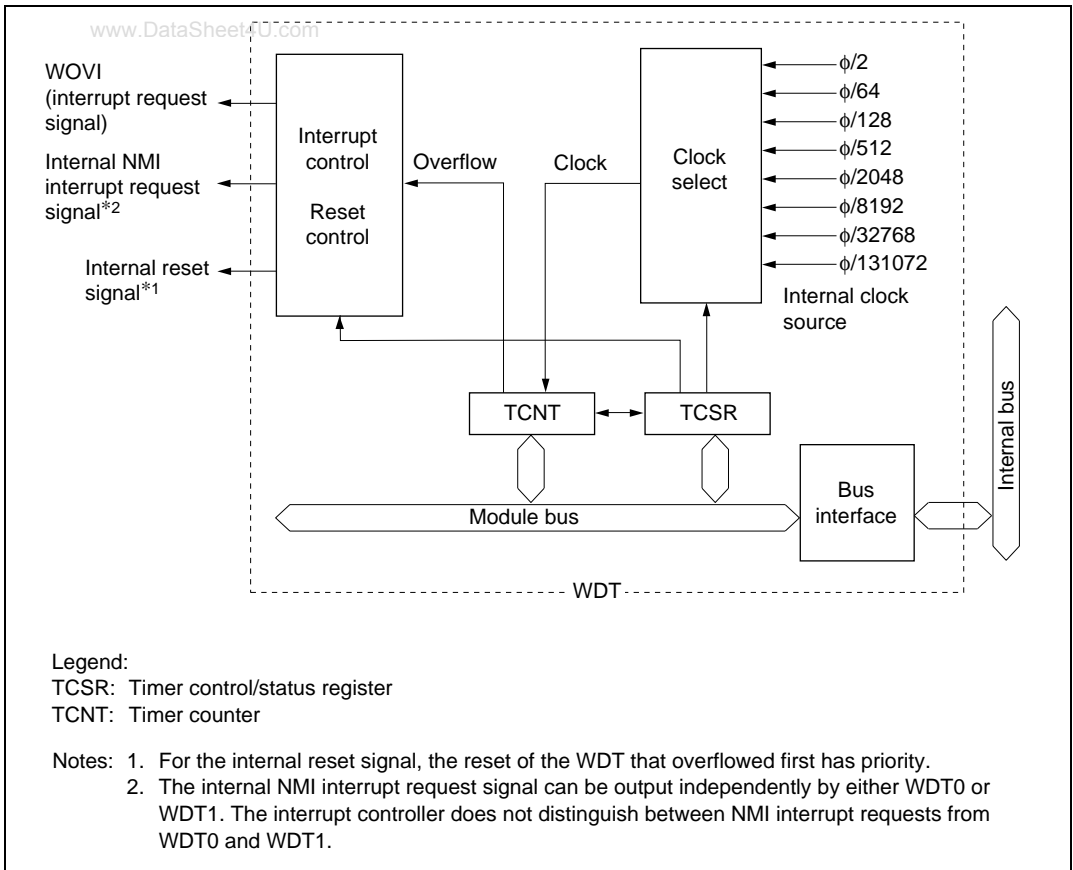 www.DataSheet4U.com
WOVI
(interrupt request
signal)
Internal NMI
interrupt request
signal*2
Internal reset
signal*1
Interrupt
control
Reset
control
Overflow
Clock
Clock
select
ϕ/2
ϕ/64
ϕ/128
ϕ/512
ϕ/2048
ϕ/8192
ϕ/32768
ϕ/131072
Internal clock
source
TCNT
TCSR
Module bus
Bus
interface
Internal bus
WDT
Legend:
TCSR: Timer control/status register
TCNT: Timer counter
Notes: 1. For the internal reset signal, the reset of the WDT that overflowed first has priority.
2. The internal NMI interrupt request signal can be output independently by either WDT0 or
WDT1. The interrupt controller does not distinguish between NMI interrupt requests from
WDT0 and WDT1.